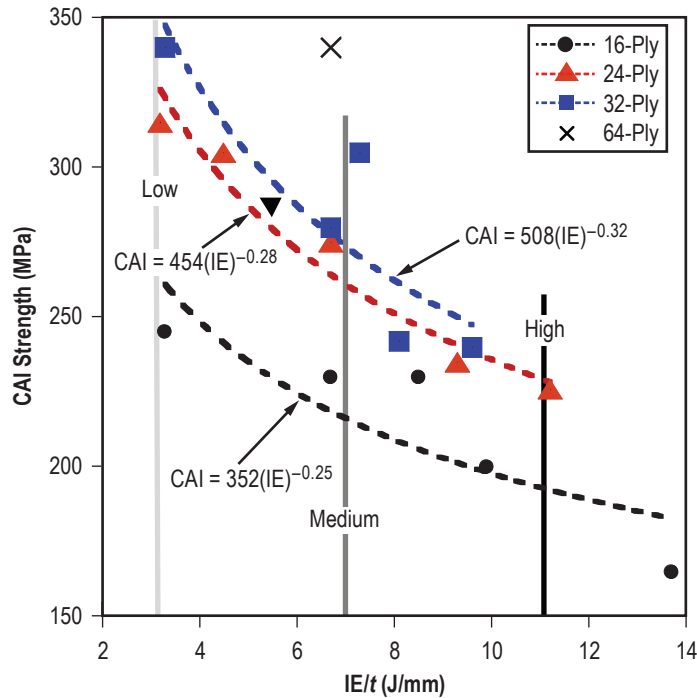 350
300
250
200
150
CAI Strength (MPa)
2
4
6
8
10
12
14
IE/t (J/mm)
16-Ply
24-Ply
32-Ply
64-Ply
Low
Medium
High
CAI = 454(IE)–0.28
CAI = 508(IE)–0.32
CAI = 352(IE)–0.25